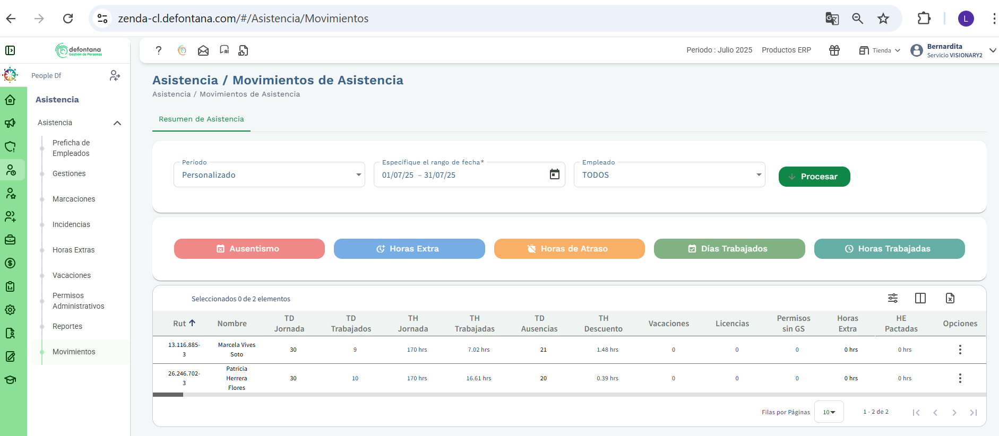 zenda-cl.defontana.com/#/Asistencia/Movimientos
L
defontana
Gestión de Personas
? AI
Periodo : Julio 2025
Productos ERP
Tienda
Bernardita
Servicio VISIONARY2
People Df
Asistencia
Asistencia
Preficha de
Empleados
Gestiones
Marcaciones
Incidencias
Horas Extras
Vacaciones
Permisos
Administrativos
Reportes
Movimientos
Asistencia / Movimientos de Asistencia
Asistencia / Movimientos de Asistencia
Resumen de Asistencia
Período
Personalizado
Especifique el rango de fecha*
01/07/25 – 31/07/25
Empleado
TODOS
Procesar
Ausentismo
Horas Extra
Horas de Atraso
Días Trabajados
Horas Trabajadas
Seleccionados 0 de 2 elementos
Rut
Nombre
TD
Jornada
TD
Trabajados
TH
Jornada
TH
Trabajadas
TD
Ausencias
TH
Descuento
Vacaciones
Licencias
Permisos
sin GS
Horas
Extra
HE
Pactadas
Opciones
13.116.885-
3
Marcela Vives
Soto
30
9
170 hrs
7.02 hrs
21
1.48 hrs
0
0
0
0 hrs
0 hrs
26.246.702-
3
Patricia
Herrera
Flores
30
10
170 hrs
16.61 hrs
20
0.39 hrs
0
0
0
0 hrs
0 hrs
Filas por Páginas
10
1 - 2 de 2